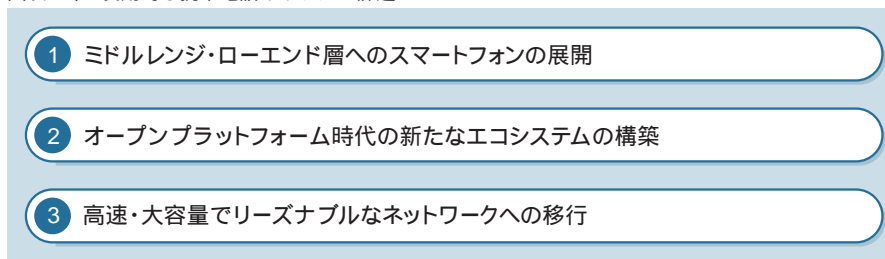 1 ミドルレンジ・ローエンド層へのスマートフォンの展開
2 オープンプラットフォーム時代の新たなエコシステムの構築
3 高速・大容量でリーズナブルなネットワークへの移行